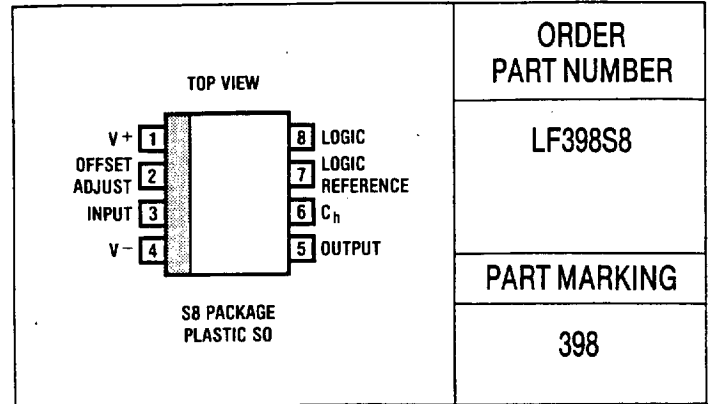 TOP VIEW
V+ 1
OFFSET
ADJUST 2
INPUT 3
V− 4
8 LOGIC
7 LOGIC
REFERENCE
6 Ch
5 OUTPUT
S8 PACKAGE
PLASTIC SO
ORDER
PART NUMBER
LF398S8
PART MARKING
398